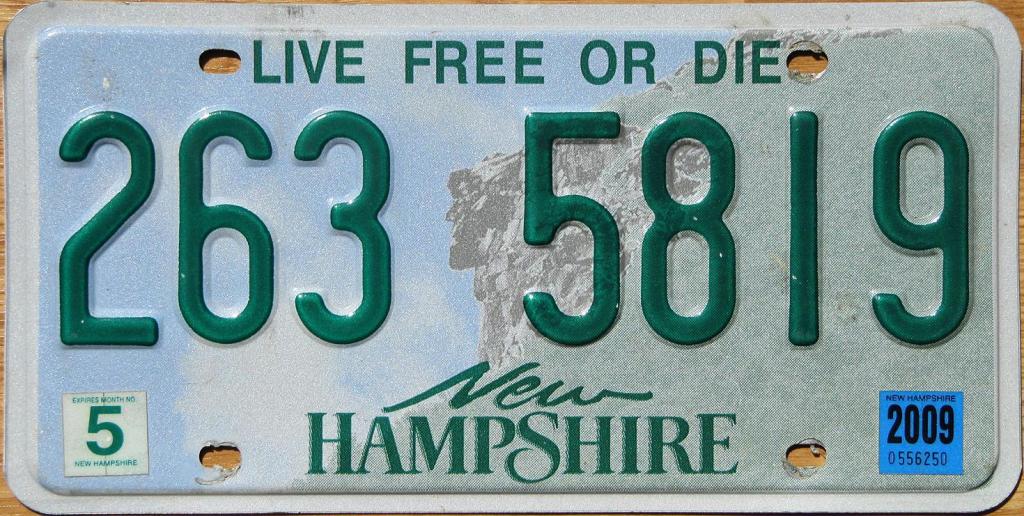 LIVE FREE OR DIE
263 5819
New
HAMPSHIRE
EXPIRES MONTH NO.
5
NEW HAMPSHIRE
NEW HAMPSHIRE
2009
0556250